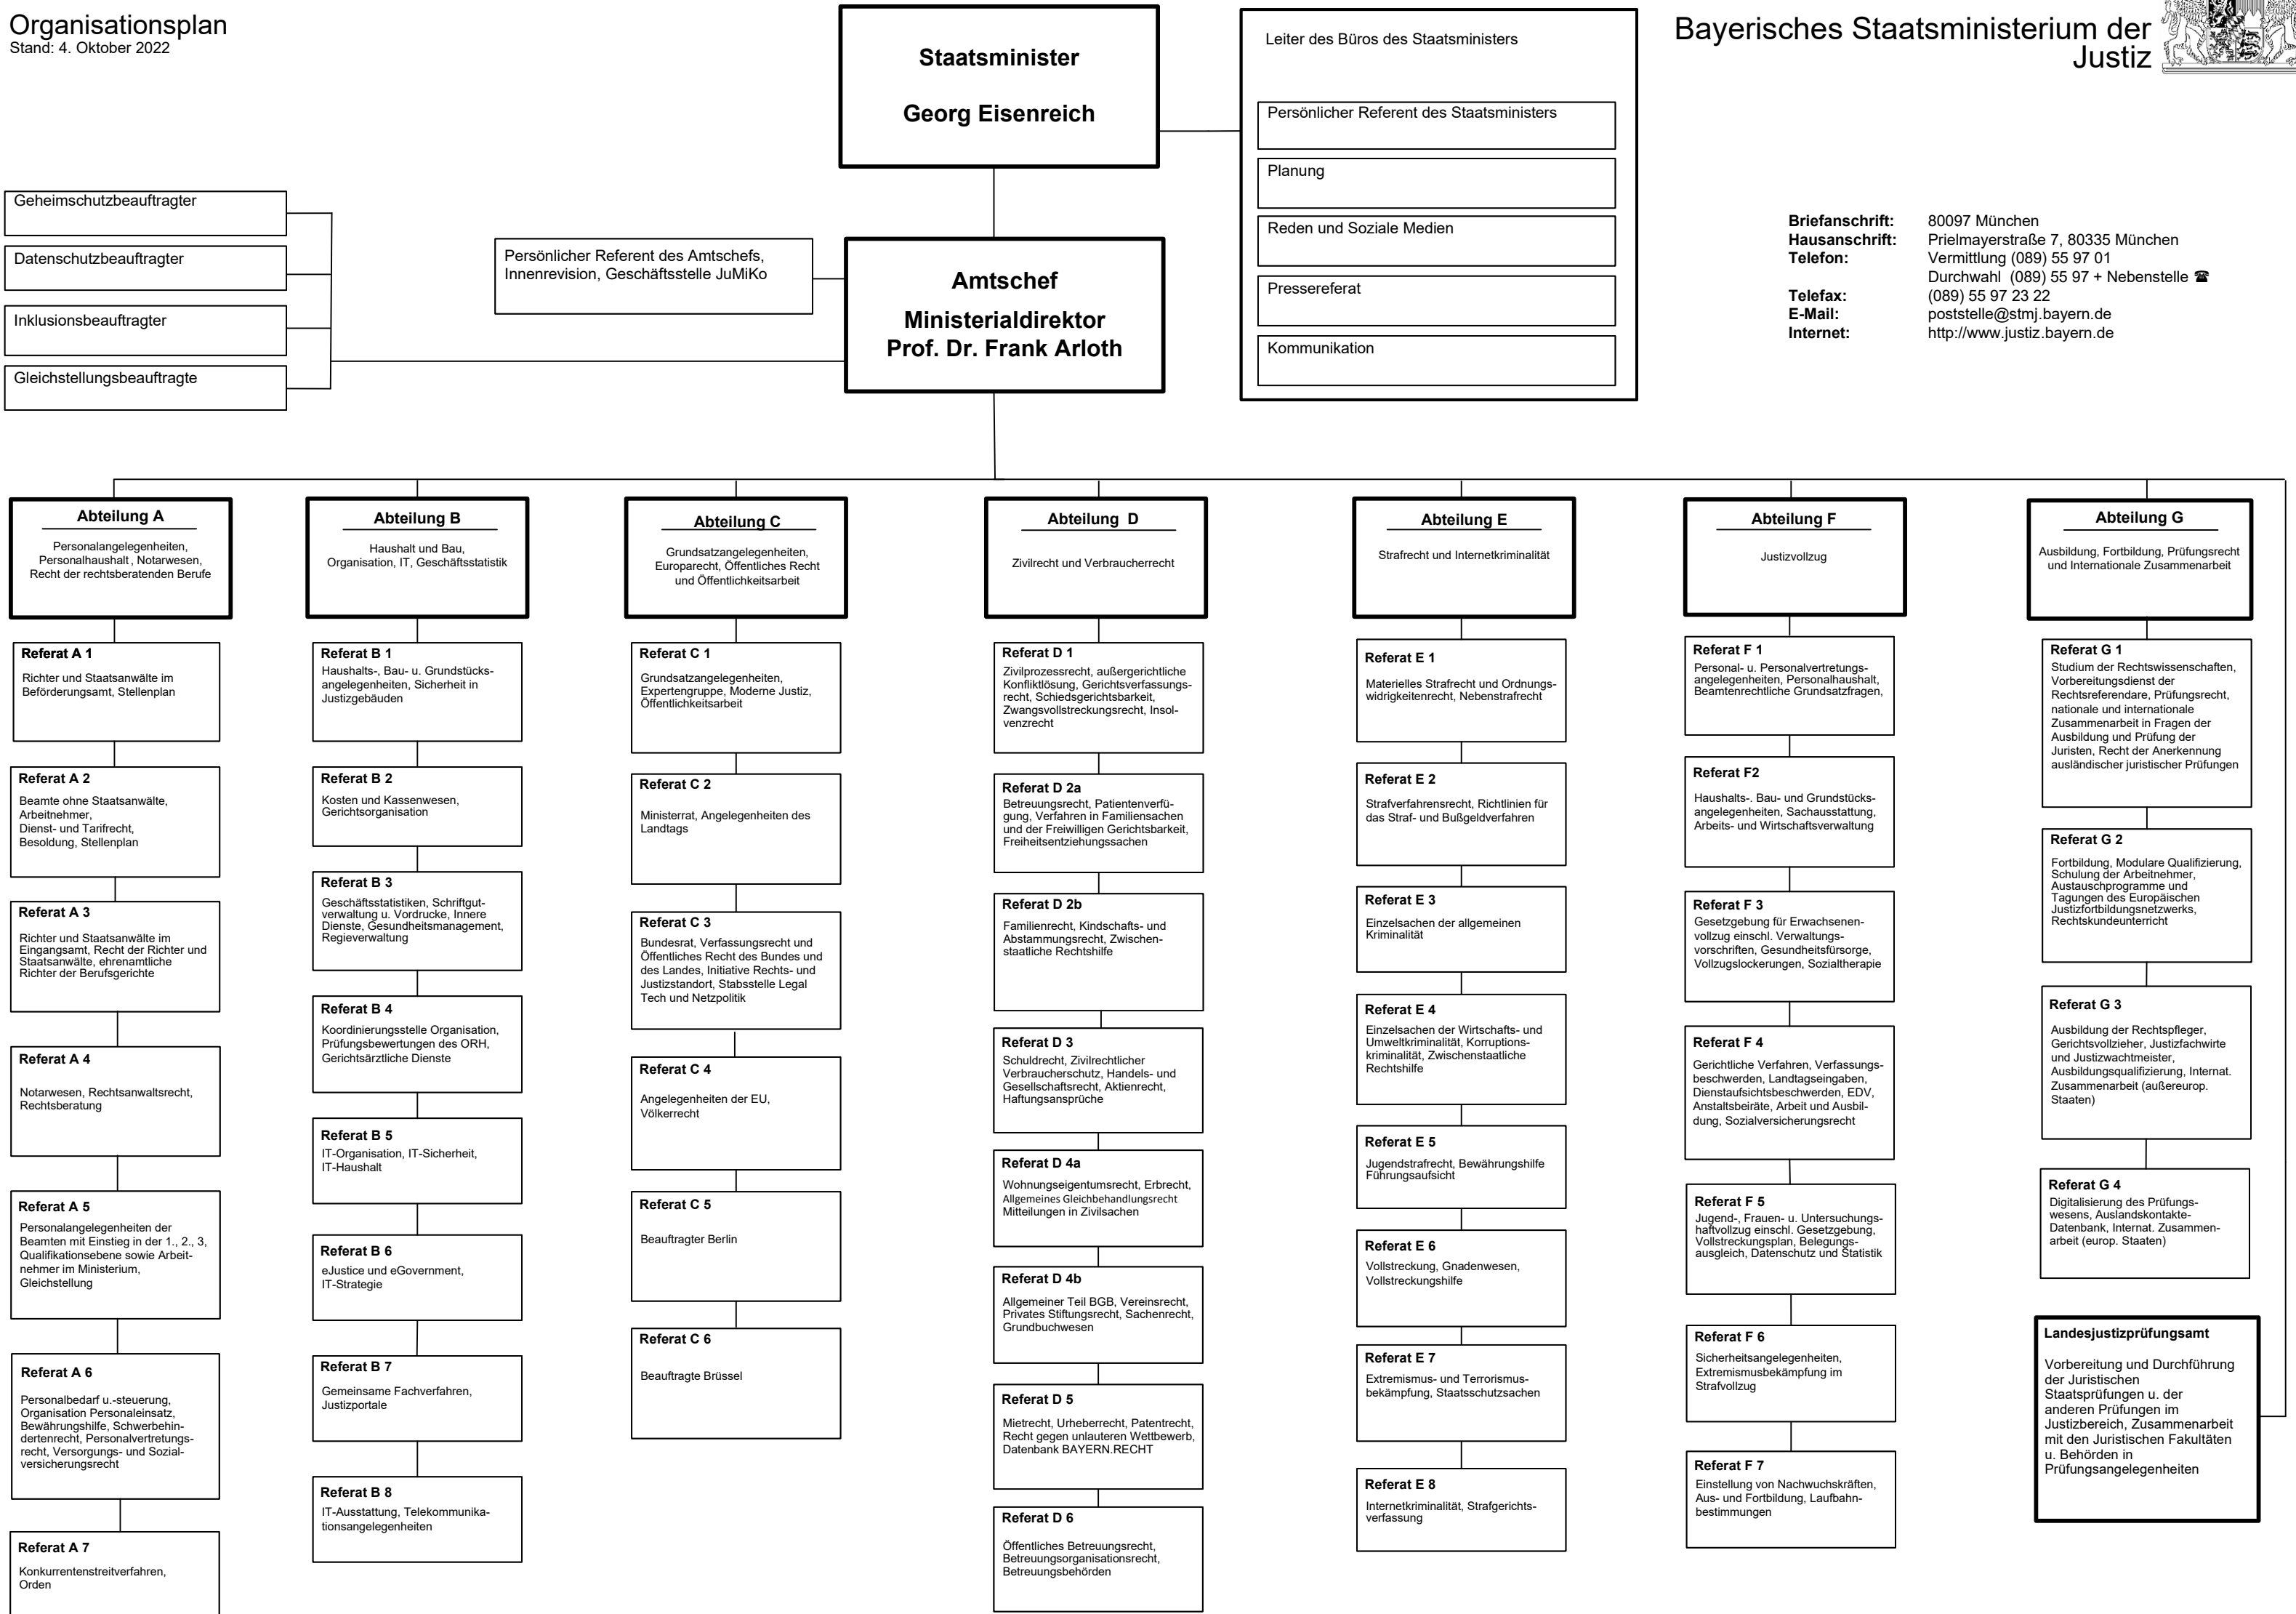 Organisationsplan
Stand: 4. Oktober 2022
Staatsminister
Georg Eisenreich
Leiter des Büros des Staatsministers
Persönlicher Referent des Staatsministers
Planung
Reden und Soziale Medien
Pressereferat
Kommunikation
Bayerisches Staatsministerium der
Justiz
Briefanschrift: 80097 München
Hausanschrift: Prielmayerstraße 7, 80335 München
Telefon: Vermittlung (089) 55 97 01
Durchwahl (089) 55 97 + Nebenstelle ☎
Telefax: (089) 55 97 23 22
E-Mail: poststelle@stmj.bayern.de
Internet: http://www.justiz.bayern.de
Geheimschutzbeauftragter
Datenschutzbeauftragter
Inklusionsbeauftragter
Gleichstellungsbeauftragte
Persönlicher Referent des Amtschefs,
Innenrevision, Geschäftsstelle JuMiKo
Amtschef
Ministerialdirektor
Prof. Dr. Frank Arloth
Abteilung A
Personalangelegenheiten,
Personalhaushalt, Notarwesen,
Recht der rechtsberatenden Berufe
Referat A 1
Richter und Staatsanwälte im
Beförderungsamt, Stellenplan
Referat A 2
Beamte ohne Staatsanwälte,
Arbeitnehmer,
Dienst- und Tarifrecht,
Besoldung, Stellenplan
Referat A 3
Richter und Staatsanwälte im
Eingangsamt, Recht der Richter und
Staatsanwälte, ehrenamtliche
Richter der Berufsgerichte
Referat A 4
Notarwesen, Rechtsanwaltsrecht,
Rechtsberatung
Referat A 5
Personalangelegenheiten der
Beamten mit Einstieg in der 1., 2., 3,
Qualifikationsebene sowie Arbeit-
nehmer im Ministerium,
Gleichstellung
Referat A 6
Personalbedarf u.-steuerung,
Organisation Personaleinsatz,
Bewährungshilfe, Schwerbehin-
dertenrecht, Personalvertretungs-
recht, Versorgungs- und Sozial-
versicherungsrecht
Referat A 7
Konkurrentenstreitverfahren,
Orden
Abteilung B
Haushalt und Bau,
Organisation, IT, Geschäftsstatistik
Referat B 1
Haushalts-, Bau- u. Grundstücks-
angelegenheiten, Sicherheit in
Justizgebäuden
Referat B 2
Kosten und Kassenwesen,
Gerichtsorganisation
Referat B 3
Geschäftsstatistiken, Schriftgut-
verwaltung u. Vordrucke, Innere
Dienste, Gesundheitsmanagement,
Regieverwaltung
Referat B 4
Koordinierungsstelle Organisation,
Prüfungsbewertungen des ORH,
Gerichtsärztliche Dienste
Referat B 5
IT-Organisation, IT-Sicherheit,
IT-Haushalt
Referat B 6
eJustice und eGovernment,
IT-Strategie
Referat B 7
Gemeinsame Fachverfahren,
Justizportale
Referat B 8
IT-Ausstattung, Telekommunika-
tionsangelegenheiten
Abteilung C
Grundsatzangelegenheiten,
Europarecht, Öffentliches Recht
und Öffentlichkeitsarbeit
Referat C 1
Grundsatzangelegenheiten,
Expertengruppe, Moderne Justiz,
Öffentlichkeitsarbeit
Referat C 2
Ministerrat, Angelegenheiten des
Landtags
Referat C 3
Bundesrat, Verfassungsrecht und
Öffentliches Recht des Bundes und
des Landes, Initiative Rechts- und
Justizstandort, Stabsstelle Legal
Tech und Netzpolitik
Referat C 4
Angelegenheiten der EU,
Völkerrecht
Referat C 5
Beauftragter Berlin
Referat C 6
Beauftragte Brüssel
Abteilung D
Zivilrecht und Verbraucherrecht
Referat D 1
Zivilprozessrecht, außergerichtliche
Konfliktlösung, Gerichtsverfassungs-
recht, Schiedsgerichtsbarkeit,
Zwangsvollstreckungsrecht, Insol-
venzrecht
Referat D 2a
Betreuungsrecht, Patientenverfü-
gung, Verfahren in Familiensachen
und der Freiwilligen Gerichtsbarkeit,
Freiheitsentziehungssachen
Referat D 2b
Familienrecht, Kindschafts- und
Abstammungsrecht, Zwischen-
staatliche Rechtshilfe
Referat D 3
Schuldrecht, Zivilrechtlicher
Verbraucherschutz, Handels- und
Gesellschaftsrecht, Aktienrecht,
Haftungsansprüche
Referat D 4a
Wohnungseigentumsrecht, Erbrecht,
Allgemeines Gleichbehandlungsrecht
Mitteilungen in Zivilsachen
Referat D 4b
Allgemeiner Teil BGB, Vereinsrecht,
Privates Stiftungsrecht, Sachenrecht,
Grundbuchwesen
Referat D 5
Mietrecht, Urheberrecht, Patentrecht,
Recht gegen unlauteren Wettbewerb,
Datenbank BAYERN.RECHT
Referat D 6
Öffentliches Betreuungsrecht,
Betreuungsorganisationsrecht,
Betreuungsbehörden
Abteilung E
Strafrecht und Internetkriminalität
Referat E 1
Materielles Strafrecht und Ordnungs-
widrigkeitenrecht, Nebenstrafrecht
Referat E 2
Strafverfahrensrecht, Richtlinien für
das Straf- und Bußgeldverfahren
Referat E 3
Einzelsachen der allgemeinen
Kriminalität
Referat E 4
Einzelsachen der Wirtschafts- und
Umweltkriminalität, Korruptions-
kriminalität, Zwischenstaatliche
Rechtshilfe
Referat E 5
Jugendstrafrecht, Bewährungshilfe
Führungsaufsicht
Referat E 6
Vollstreckung, Gnadenwesen,
Vollstreckungshilfe
Referat E 7
Extremismus- und Terrorismus-
bekämpfung, Staatsschutzsachen
Referat E 8
Internetkriminalität, Strafgerichts-
verfassung
Abteilung F
Justizvollzug
Referat F 1
Personal- u. Personalvertretungs-
angelegenheiten, Personalhaushalt,
Beamtenrechtliche Grundsatzfragen,
Referat F2
Haushalts-. Bau- und Grundstücks-
angelegenheiten, Sachausstattung,
Arbeits- und Wirtschaftsverwaltung
Referat F 3
Gesetzgebung für Erwachsenen-
vollzug einschl. Verwaltungs-
vorschriften, Gesundheitsfürsorge,
Vollzugslockerungen, Sozialtherapie
Referat F 4
Gerichtliche Verfahren, Verfassungs-
beschwerden, Landtagseingaben,
Dienstaufsichtsbeschwerden, EDV,
Anstaltsbeiräte, Arbeit und Ausbil-
dung, Sozialversicherungsrecht
Referat F 5
Jugend-, Frauen- u. Untersuchungs-
haftvollzug einschl. Gesetzgebung,
Vollstreckungsplan, Belegungs-
ausgleich, Datenschutz und Statistik
Referat F 6
Sicherheitsangelegenheiten,
Extremismusbekämpfung im
Strafvollzug
Referat F 7
Einstellung von Nachwuchskräften,
Aus- und Fortbildung, Laufbahn-
bestimmungen
Abteilung G
Ausbildung, Fortbildung, Prüfungsrecht
und Internationale Zusammenarbeit
Referat G 1
Studium der Rechtswissenschaften,
Vorbereitungsdienst der
Rechtsreferendare, Prüfungsrecht,
nationale und internationale
Zusammenarbeit in Fragen der
Ausbildung und Prüfung der
Juristen, Recht der Anerkennung
ausländischer juristischer Prüfungen
Referat G 2
Fortbildung, Modulare Qualifizierung,
Schulung der Arbeitnehmer,
Austauschprogramme und
Tagungen des Europäischen
Justizfortbildungsnetzwerks,
Rechtskundeunterricht
Referat G 3
Ausbildung der Rechtspfleger,
Gerichtsvollzieher, Justizfachwirte
und Justizwachtmeister,
Ausbildungsqualifizierung, Internat.
Zusammenarbeit (außereurop.
Staaten)
Referat G 4
Digitalisierung des Prüfungs-
wesens, Auslandskontakte-
Datenbank, Internat. Zusammen-
arbeit (europ. Staaten)
Landesjustizprüfungsamt
Vorbereitung und Durchführung
der Juristischen
Staatsprüfungen u. der
anderen Prüfungen im
Justizbereich, Zusammenarbeit
mit den Juristischen Fakultäten
u. Behörden in
Prüfungsangelegenheiten